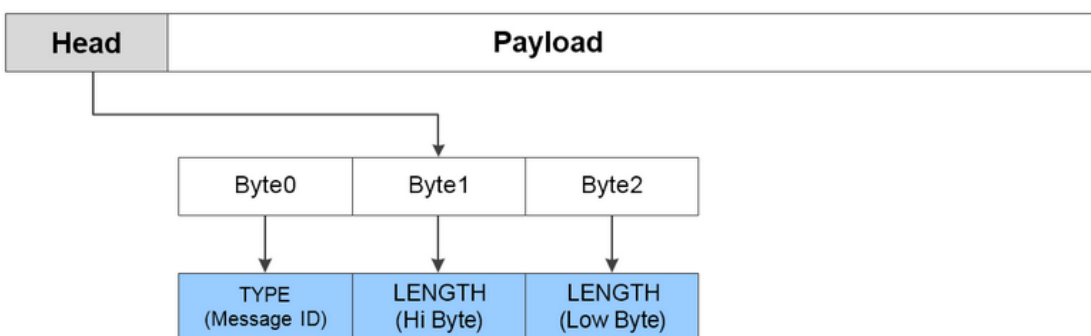 Head
Payload
Byte0
Byte1
Byte2
TYPE
(Message ID)
LENGTH
(Hi Byte)
LENGTH
(Low Byte)